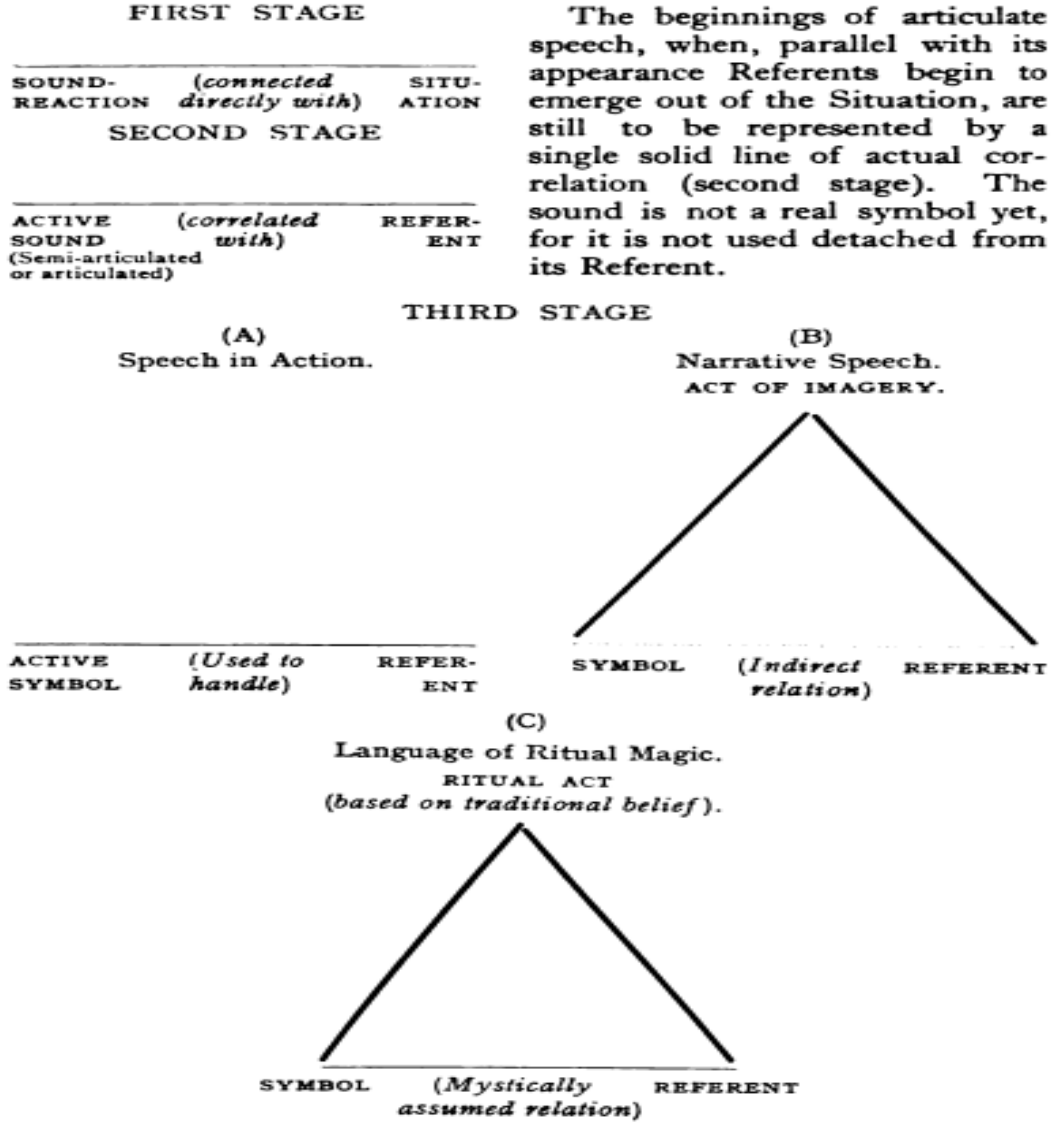 FIRST STAGE
SOUND- (connected SITU-
REACTION directly with) ATION
SECOND STAGE
ACTIVE (correlated REFER-
SOUND with) ENT
(Semi-articulated
or articulated)
The beginnings of articulate
speech, when, parallel with its
appearance Referents begin to
emerge out of the Situation, are
still to be represented by a
single solid line of actual cor-
relation (second stage). The
sound is not a real symbol yet,
for it is not used detached from
its Referent.
THIRD STAGE
(A)
Speech in Action.
ACTIVE (Used to REFER-
SYMBOL handle) ENT
(B)
Narrative Speech.
ACT OF IMAGERY.
SYMBOL (Indirect REFERENT
relation)
(C)
Language of Ritual Magic.
RITUAL ACT
(based on traditional belief).
SYMBOL (Mystically REFERENT
assumed relation)